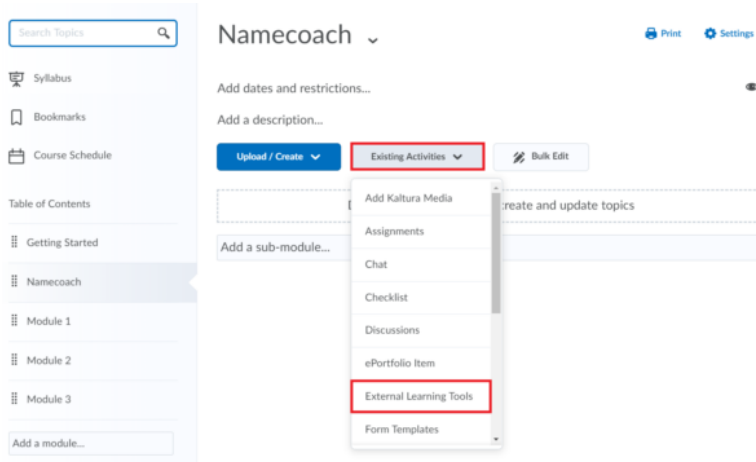 Search Topics
Syllabus
Bookmarks
Course Schedule
Table of Contents
Getting Started
Namecoach
Module 1
Module 2
Module 3
Add a module...
Namecoach
Print
Settings
Add dates and restrictions...
Add a description...
Upload / Create
Existing Activities
Bulk Edit
create and update topics
Add a sub-module...
Add Kaltura Media
Assignments
Chat
Checklist
Discussions
ePortfolio Item
External Learning Tools
Form Templates